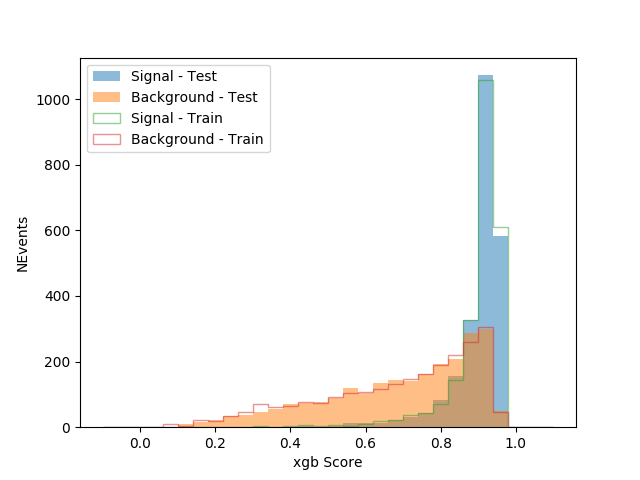 Signal - Test
Background - Test
Signal - Train
Background - Train
1000
800
600
400
200
0
NEvents
0.0 0.2 0.4 0.6 0.8 1.0
xgb Score